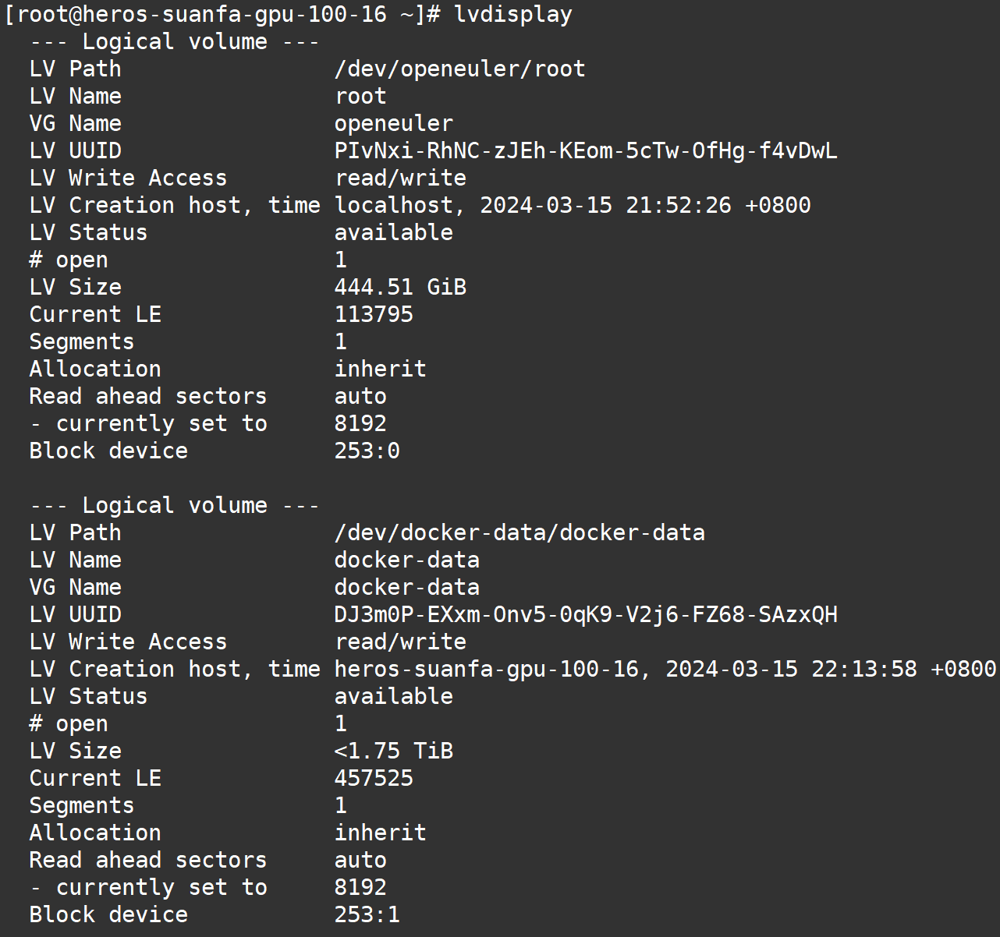 [root@heros-suanfa-gpu-100-16 ~]# lvdisplay
  --- Logical volume ---
  LV Path                /dev/openeuler/root
  LV Name                root
  VG Name                openeuler
  LV UUID                PIvNxi-RhNC-zJEh-KEom-5cTw-OfHg-f4vDwL
  LV Write Access        read/write
  LV Creation host, time localhost, 2024-03-15 21:52:26 +0800
  LV Status              available
  # open                 1
  LV Size                444.51 GiB
  Current LE             113795
  Segments               1
  Allocation             inherit
  Read ahead sectors     auto
  - currently set to     8192
  Block device           253:0

  --- Logical volume ---
  LV Path                /dev/docker-data/docker-data
  LV Name                docker-data
  VG Name                docker-data
  LV UUID                DJ3m0P-EXxm-Onv5-0qK9-V2j6-FZ68-SAzxQH
  LV Write Access        read/write
  LV Creation host, time heros-suanfa-gpu-100-16, 2024-03-15 22:13:58 +0800
  LV Status              available
  # open                 1
  LV Size                <1.75 TiB
  Current LE             457525
  Segments               1
  Allocation             inherit
  Read ahead sectors     auto
  - currently set to     8192
  Block device           253:1